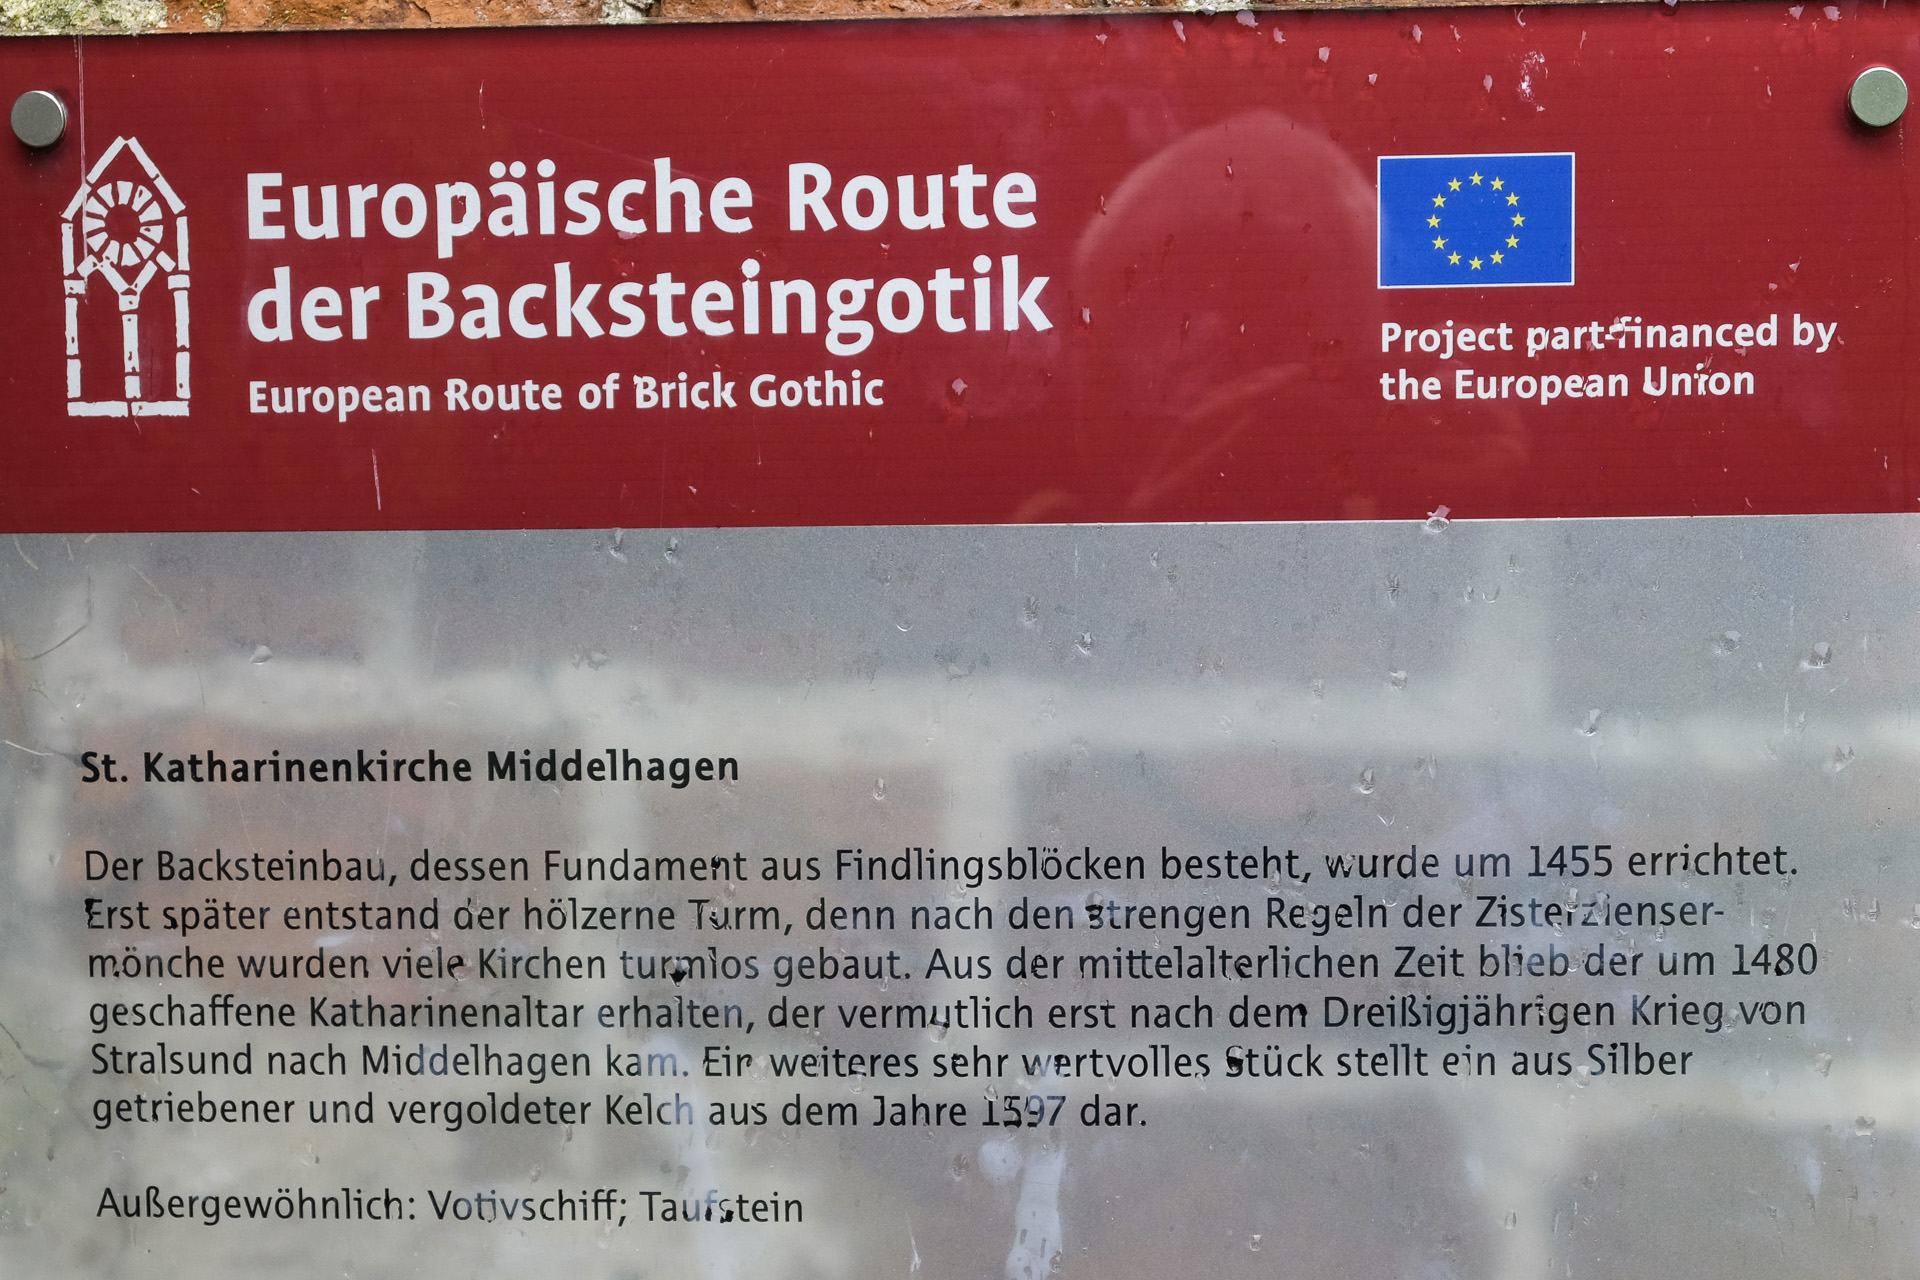 Europäische Route
der Backsteingotik
European Route of Brick Gothic
Project part-financed by
the European Union
St. Katharinenkirche Middelhagen
Der Backsteinbau, dessen Fundament aus Findlingsblöcken besteht, wurde um 1455 errichtet.
Erst später entstand der hölzerne Turm, denn nach den strengen Regeln der Zisterzienser-
mönche wurden viele Kirchen turmlos gebaut. Aus der mittelalterlichen Zeit blieb der um 1480
geschaffene Katharinenaltar erhalten, der vermutlich erst nach dem Dreißigjährigen Krieg von
Stralsund nach Middelhagen kam. Ein weiteres sehr wertvolles Stück stellt ein aus Silber
getriebener und vergoldeter Kelch aus dem Jahre 1597 dar.
Außergewöhnlich: Votivschiff; Taufstein